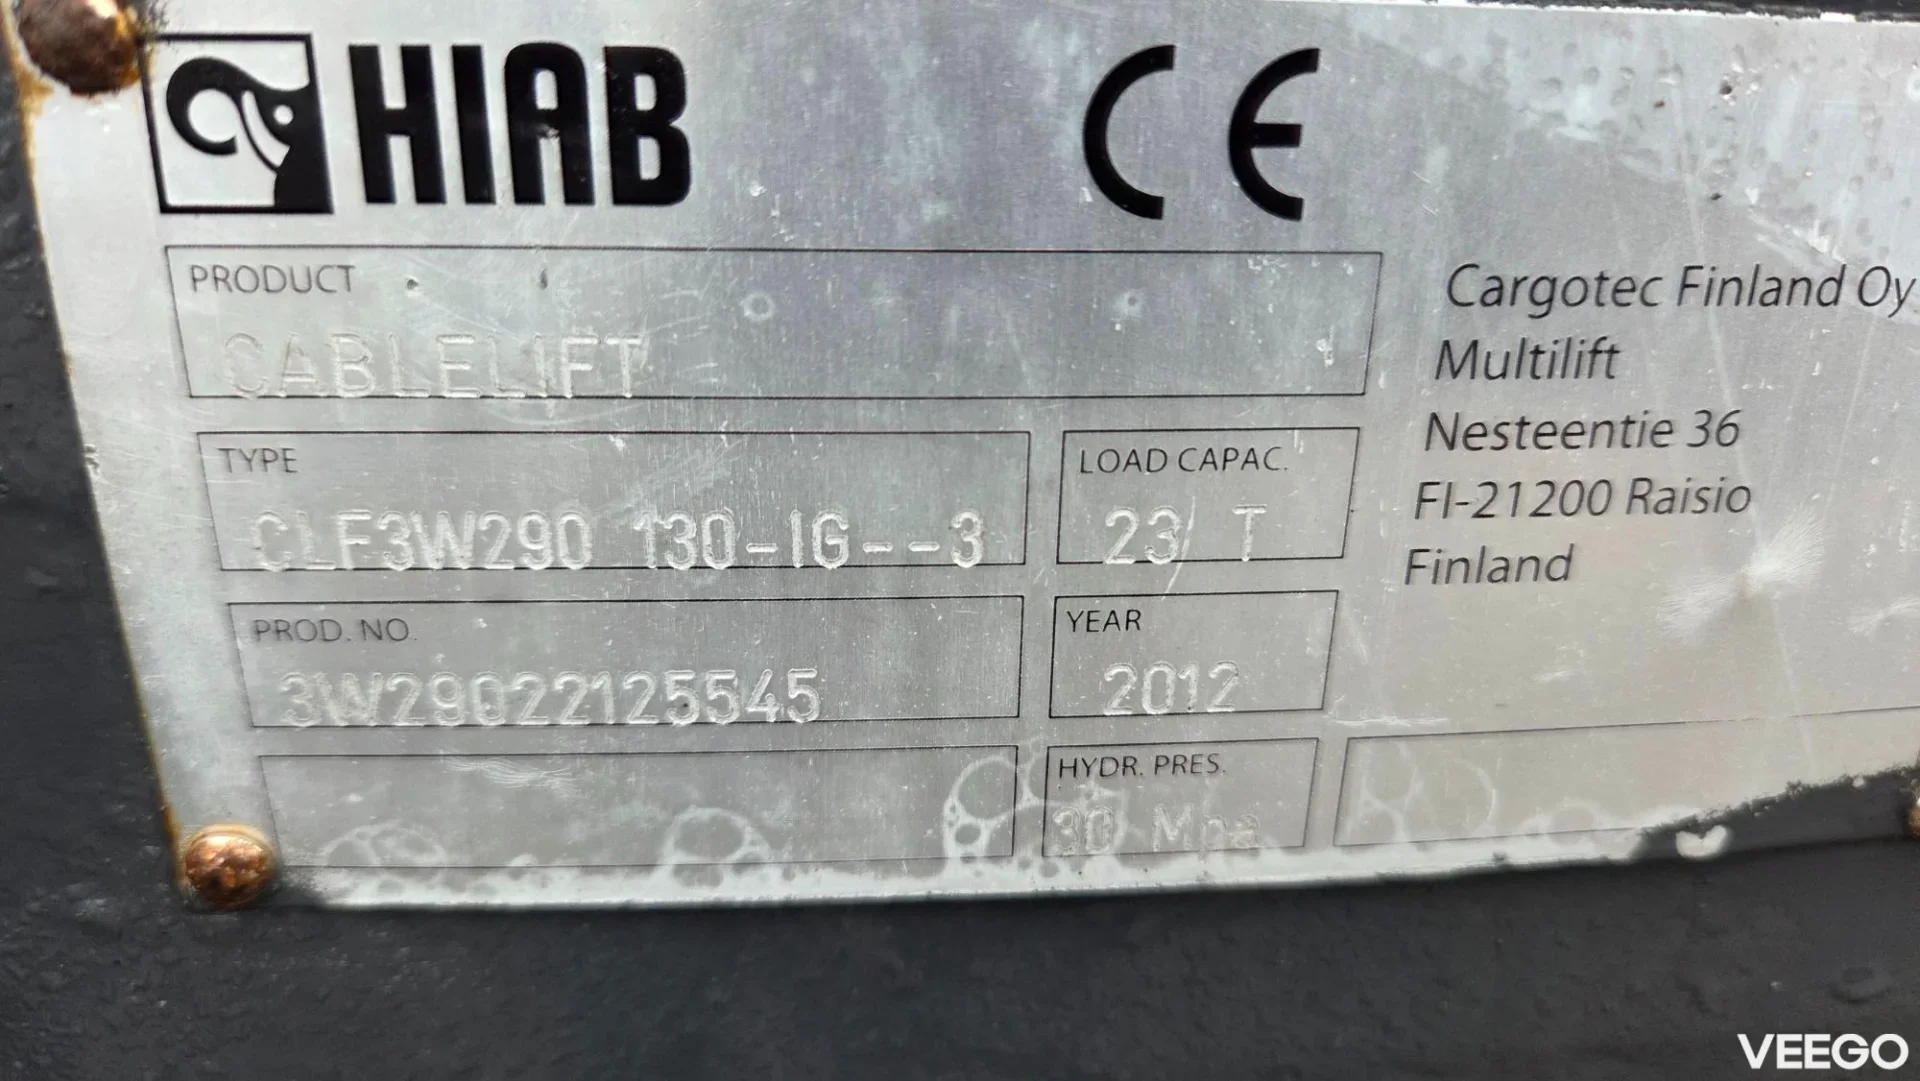 HIAB CE
PRODUCT
CABLELIFT
TYPE
CLF3W290 130-IG--3
LOAD CAPAC.
23 T
PROD. NO.
3W29022125545
YEAR
2012
HYDR. PRES.
30 Mpa
Cargotec Finland Oy
Multilift
Nesteentie 36
FI-21200 Raisio
Finland
VEEGO